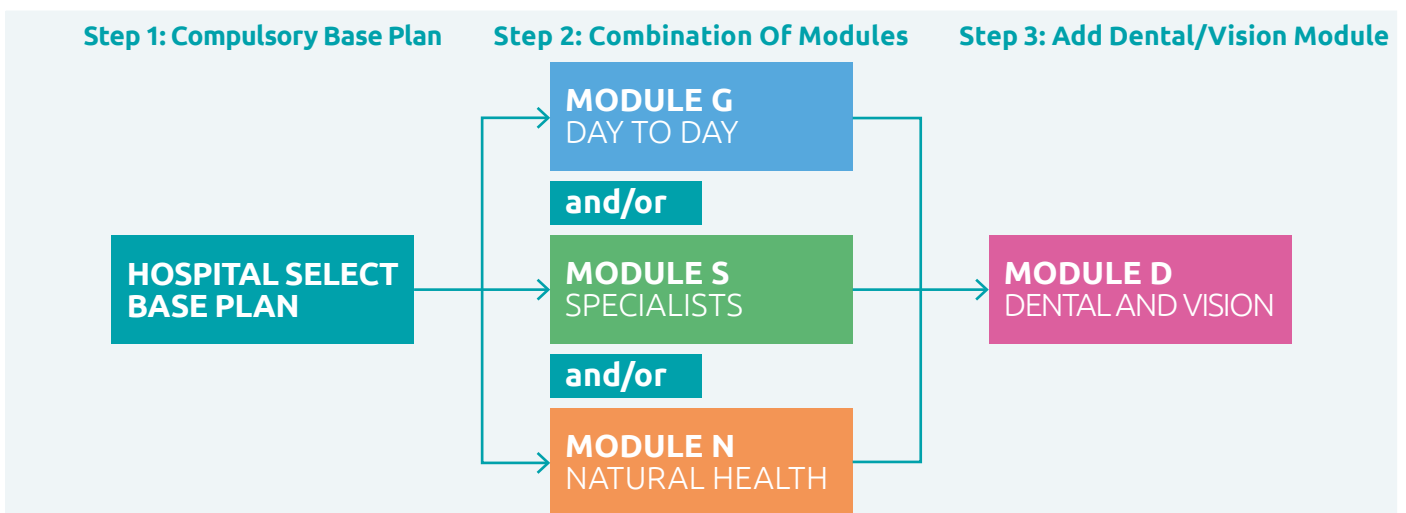 Step 1: Compulsory Base Plan
Step 2: Combination Of Modules
Step 3: Add Dental/Vision Module
HOSPITAL SELECT
BASE PLAN
MODULE G
DAY TO DAY
and/or
MODULE S
SPECIALISTS
and/or
MODULE N
NATURAL HEALTH
MODULE D
DENTAL AND VISION